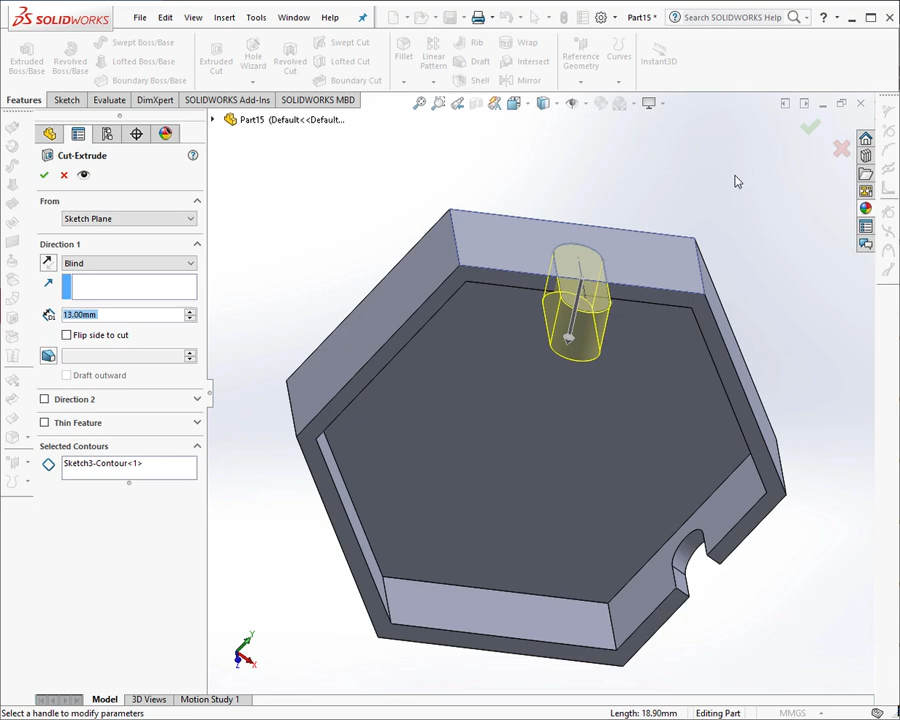 SOLIDWORKS
File Edit View Insert Tools Window Help
Part15 *
Search SOLIDWORKS Help
Extruded Boss/Base
Revolved Boss/Base
Swept Boss/Base
Lofted Boss/Base
Boundary Boss/Base
Extruded Cut
Hole Wizard
Revolved Cut
Swept Cut
Lofted Cut
Boundary Cut
Fillet
Linear Pattern
Rib
Draft
Shell
Wrap
Intersect
Mirror
Reference Geometry
Curves
Instant3D
Features Sketch Evaluate DimXpert SOLIDWORKS Add-Ins SOLIDWORKS MBD
Part15 (Default<<Default...
Cut-Extrude
From
Sketch Plane
Direction 1
Blind
13.00mm
Flip side to cut
Draft outward
Direction 2
Thin Feature
Selected Contours
Sketch3-Contour<1>
Y
X
Z
Model 3D Views Motion Study 1
Select a handle to modify parameters
Length: 18.90mm Editing Part MMGS